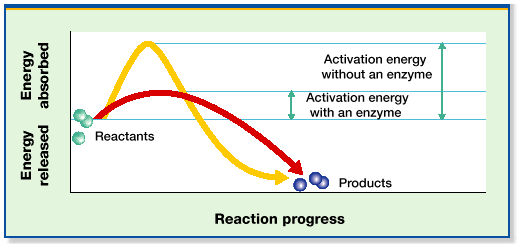 Energy
absorbed
Energy
released
Activation energy
without an enzyme
Activation energy
with an enzyme
Reactants
Products
Reaction progress